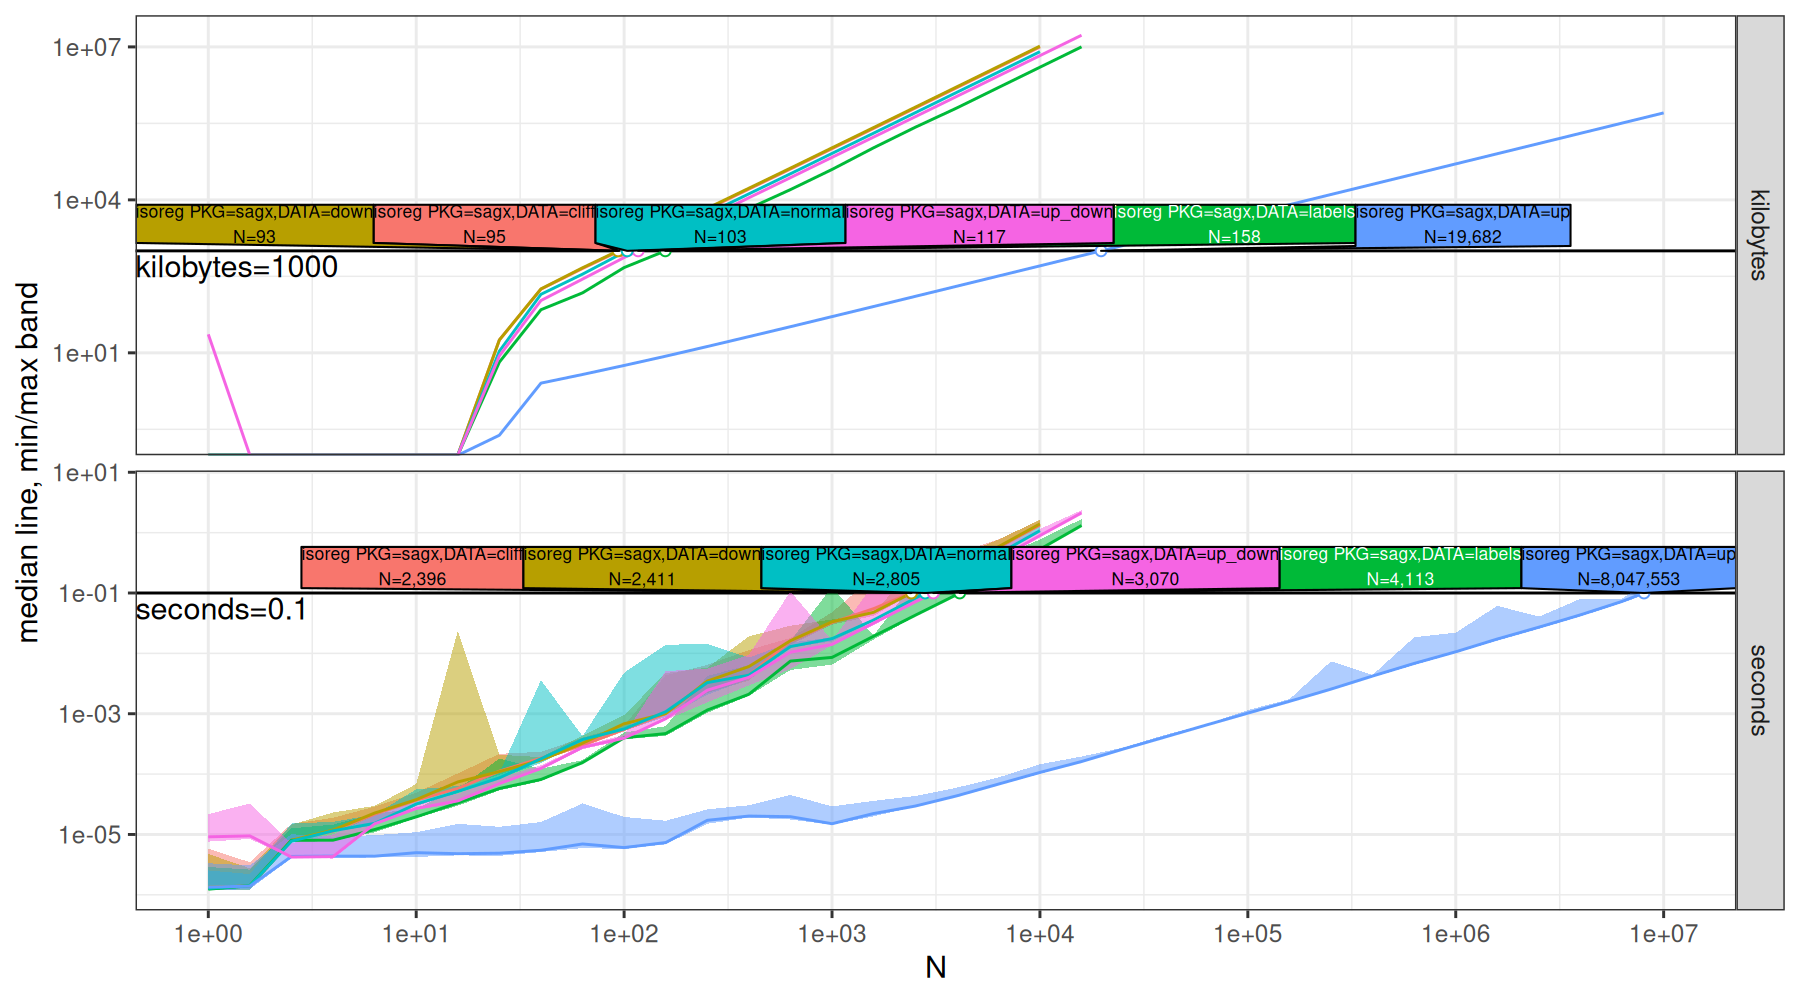 median line, min/max band
1e+07
1e+04
1e+01
isoreg PKG=sagx,DATA=down
N=93
isoreg PKG=sagx,DATA=cliff
N=95
isoreg PKG=sagx,DATA=normal
N=103
isoreg PKG=sagx,DATA=up_down
N=117
isoreg PKG=sagx,DATA=labels
N=158
isoreg PKG=sagx,DATA=up
N=19,682
kilobytes=1000
kilobytes
1e+01
1e-01
1e-03
1e-05
isoreg PKG=sagx,DATA=cliff
N=2,396
isoreg PKG=sagx,DATA=down
N=2,411
isoreg PKG=sagx,DATA=normal
N=2,805
isoreg PKG=sagx,DATA=up_down
N=3,070
isoreg PKG=sagx,DATA=labels
N=4,113
isoreg PKG=sagx,DATA=up
N=8,047,553
seconds=0.1
seconds
1e+00
1e+01
1e+02
1e+03
1e+04
1e+05
1e+06
1e+07
N